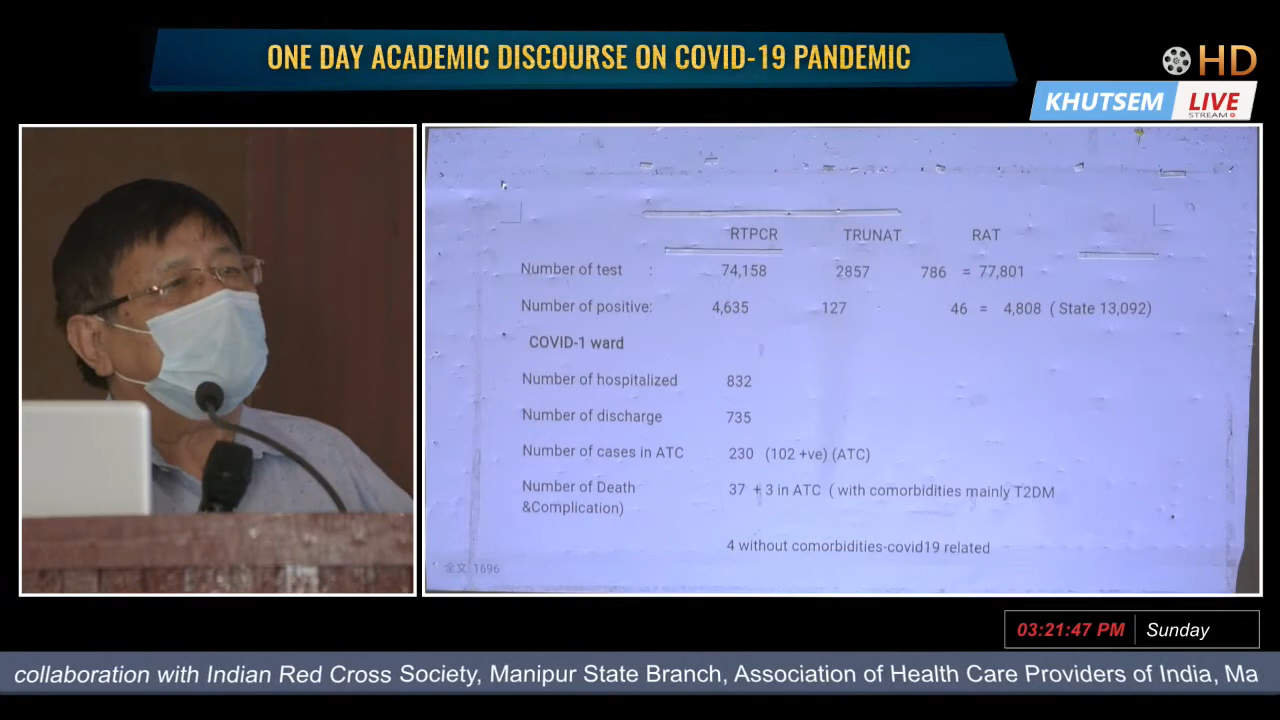 ONE DAY ACADEMIC DISCOURSE ON COVID-19 PANDEMIC
HD
KHUTSEM LIVE
STREAM
RTPCR TRUNAT RAT
Number of test : 74,158 2857 786 = 77,801
Number of positive: 4,635 127 46 = 4,808 ( State 13,092)
COVID-1 ward
Number of hospitalized 832
Number of discharge 735
Number of cases in ATC 230 (102 +ve) (ATC)
Number of Death 37 + 3 in ATC ( with comorbidities mainly T2DM
&Complication)
4 without comorbidities-covid19 related
全文: 1696
03:21:47 PM Sunday
collaboration with Indian Red Cross Society, Manipur State Branch, Association of Health Care Providers of India, Ma